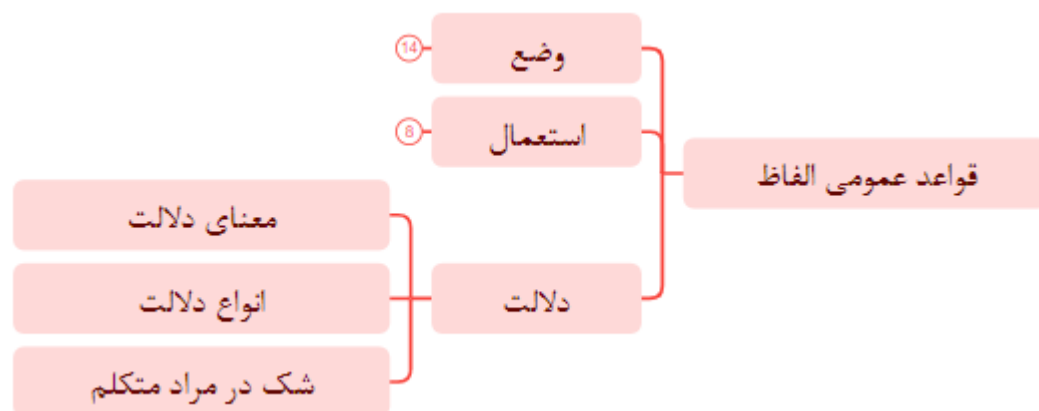 قواعد عمومی الفاظ
وضع
14
استعمال
8
دلالت
معنای دلالت
انواع دلالت
شک در مراد متکلم